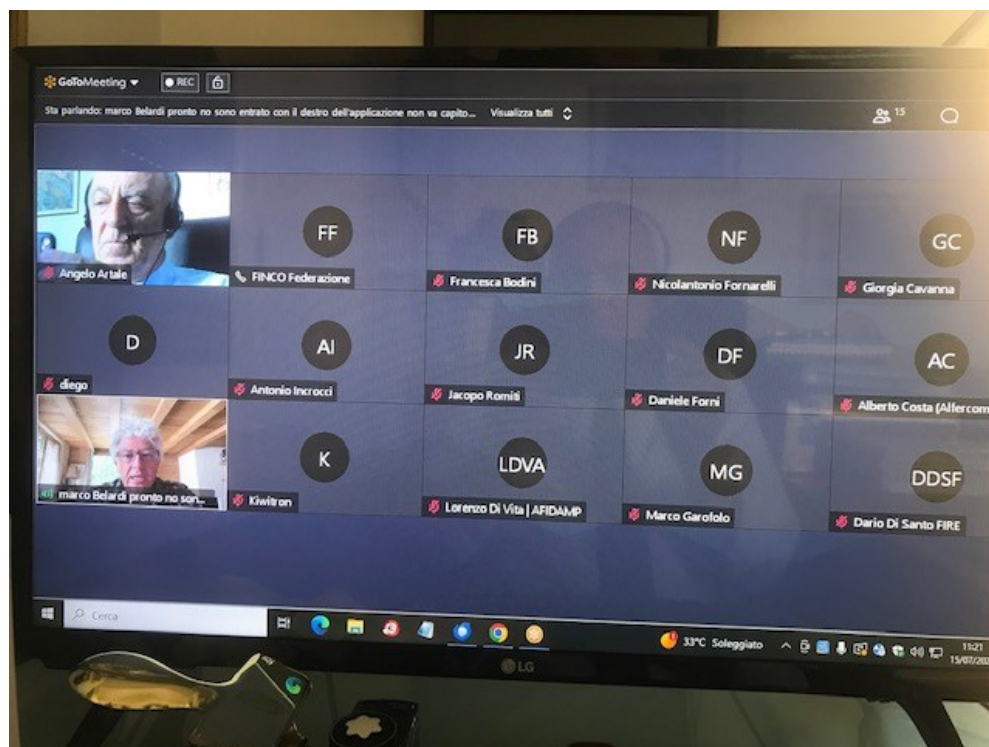 GoToMeeting
REC
Sta parlando: marco Belardi pronto no sono entrato con il destro dell'applicazione non va capito... Visualizza tutti
15
FF
FB
NF
GC
Angelo Artale
FINCO Federazione
Francesca Bodini
Nicolantonio Fornarelli
Giorgia Cavanna
D
AI
JR
DF
AC
diego
Antonio Incrocci
Jacopo Romiti
Daniele Forni
Alberto Costa (Alfercom
K
LDVA
MG
DDSF
marco Belardi pronto no son...
Kiwitron
Lorenzo Di Vita | AFIDAMP
Marco Garofolo
Dario Di Santo FIRE
Cerca
33°C Soleggiato
11:21
15/07/202
LG